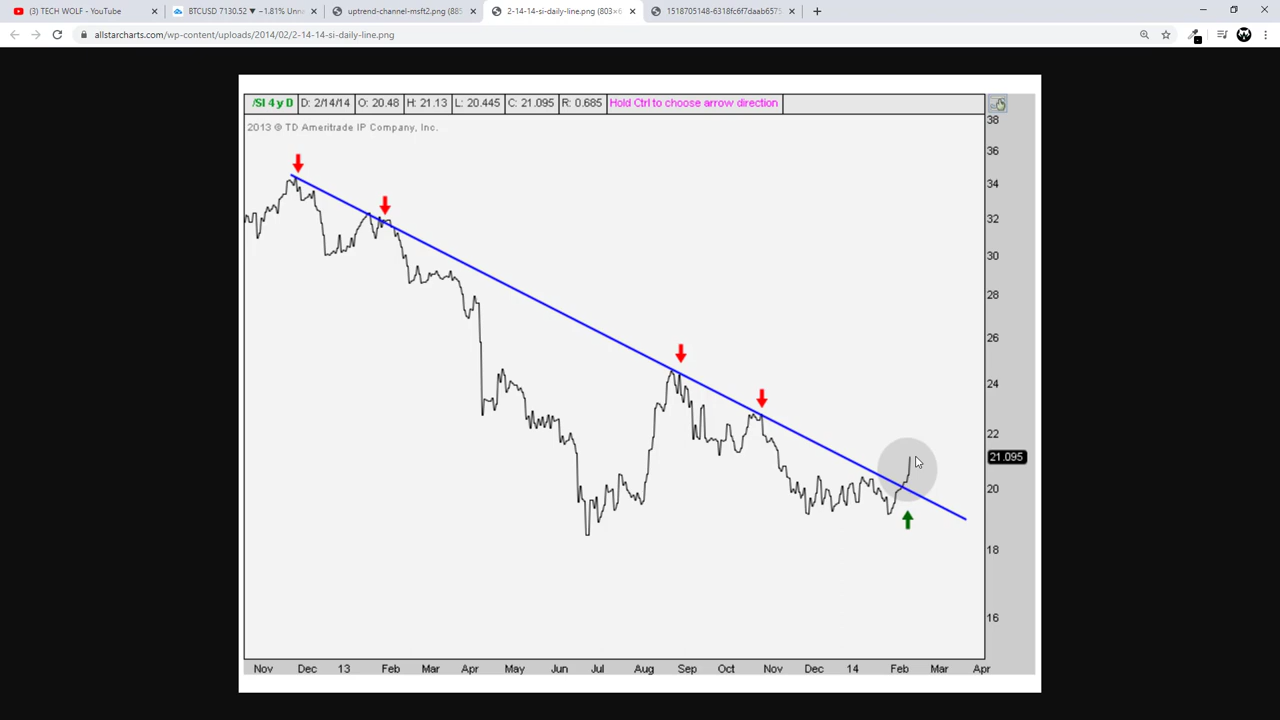 (3) TECH WOLF - YouTube
BTCUSD 7130.52 ▼ −1.81% Unna
uptrend-channel-msft2.png (885
2-14-14-si-daily-line.png (803×6
1518705148-6318fc6f7daab6573
allstarcharts.com/wp-content/uploads/2014/02/2-14-14-si-daily-line.png
/SI 4 y D D: 2/14/14 O: 20.48 H: 21.13 L: 20.445 C: 21.095 R: 0.685 Hold Ctrl to choose arrow direction
2013 @ TD Ameritrade IP Company, Inc.
38
36
34
32
30
28
26
24
22
21.095
20
18
16
Nov Dec 13 Feb Mar Apr May Jun Jul Aug Sep Oct Nov Dec 14 Feb Mar Apr